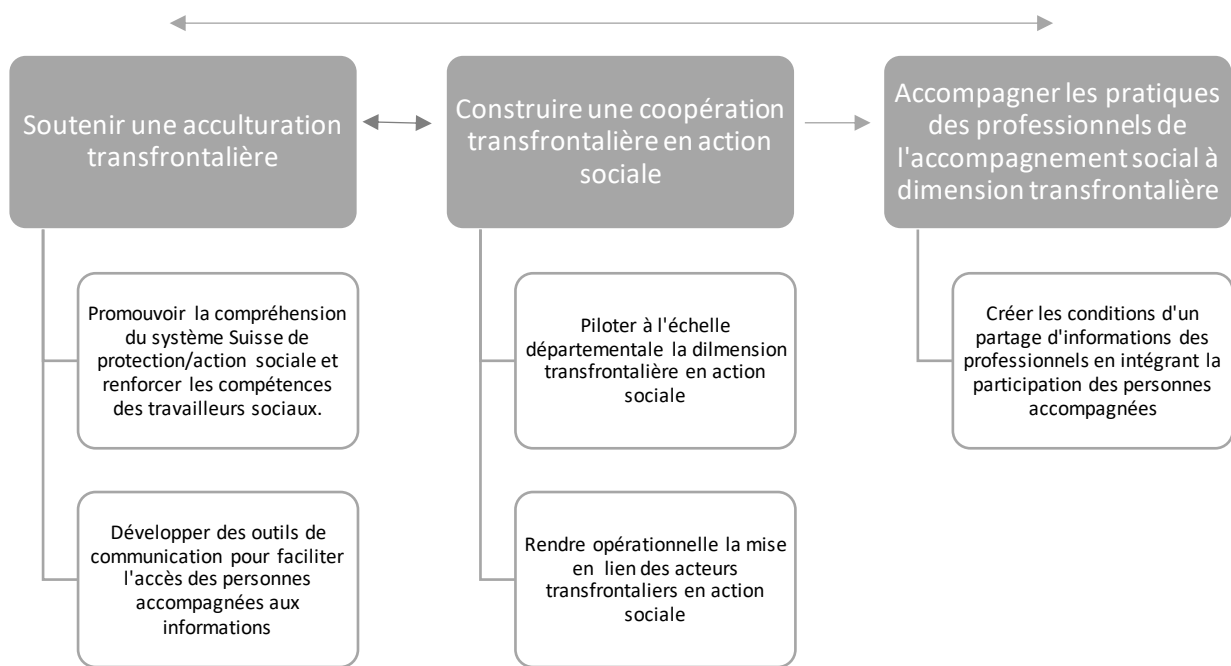 Soutenir une acculturation
transfrontalière
Construire une coopération
transfrontalière en action
sociale
Accompagner les pratiques
des professionnels de
l'accompagnement social à
dimension transfrontalière
Promouvoir la compréhension
du système Suisse de
protection/action sociale et
renforcer les compétences
des travailleurs sociaux.
Développer des outils de
communication pour faciliter
l'accès des personnes
accompagnées aux
informations
Piloter à l'échelle
départementale la dilmension
transfrontalière en action
sociale
Rendre opérationnelle la mise
en lien des acteurs
transfrontaliers en action
sociale
Créer les conditions d'un
partage d'informations des
professionnels en intégrant la
participation des personnes
accompagnées